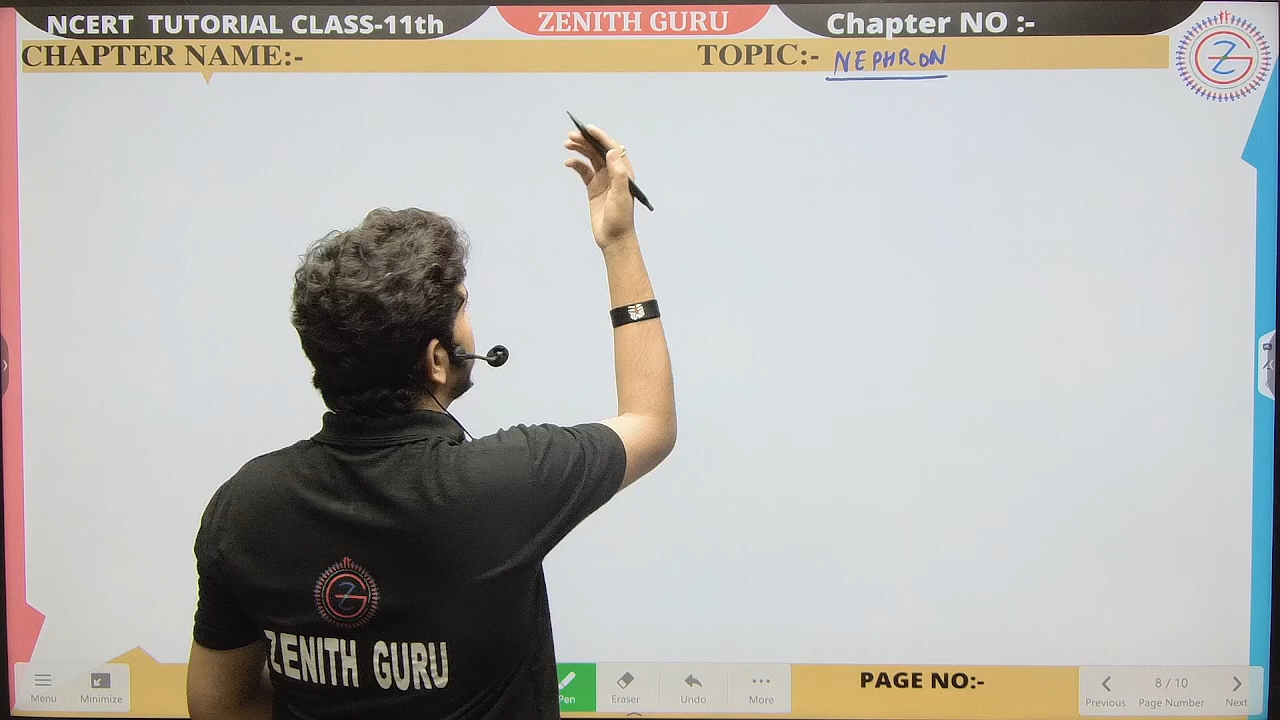 NCERT TUTORIAL CLASS-11th
ZENITH GURU
Chapter NO :-
CHAPTER NAME:-
TOPIC:- NEPHRON
ZENITH GURU
Menu
Minimize
Pen
Eraser
Undo
More
PAGE NO:-
Previous
8 / 10
Page Number
Next